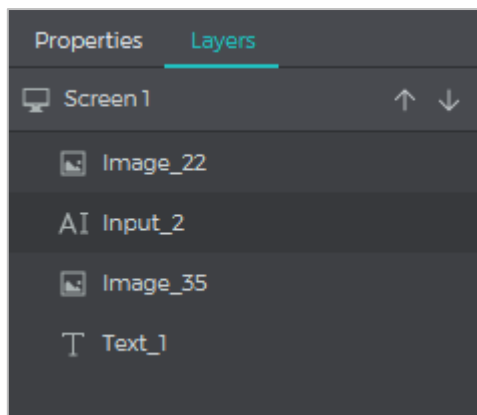 Properties Layers
Screen 1
Image_22
Input_2
Image_35
Text_1